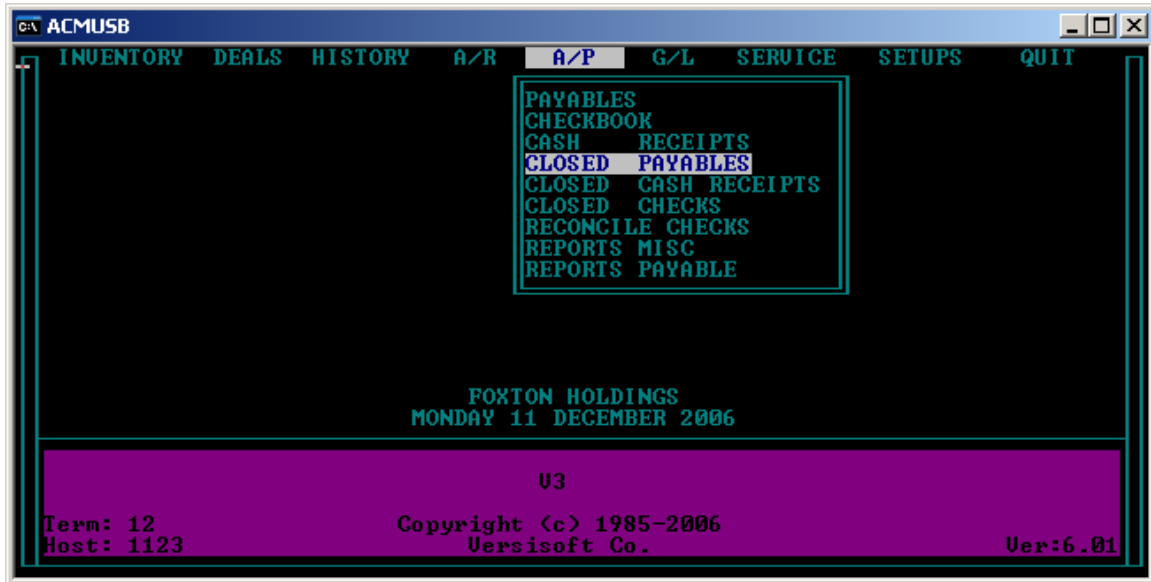 ACMUSB
INVENTORY DEALS HISTORY A/R A/P G/L SERVICE SETUPS QUIT
PAYABLES
CHECKBOOK
CASH RECEIPTS
CLOSED PAYABLES
CLOSED CASH RECEIPTS
CLOSED CHECKS
RECONCILE CHECKS
REPORTS MISC
REPORTS PAYABLE
FOXTON HOLDINGS
MONDAY 11 DECEMBER 2006
V3
Term: 12 Copyright (c) 1985-2006
Host: 1123 Versisoft Co. Ver:6.01